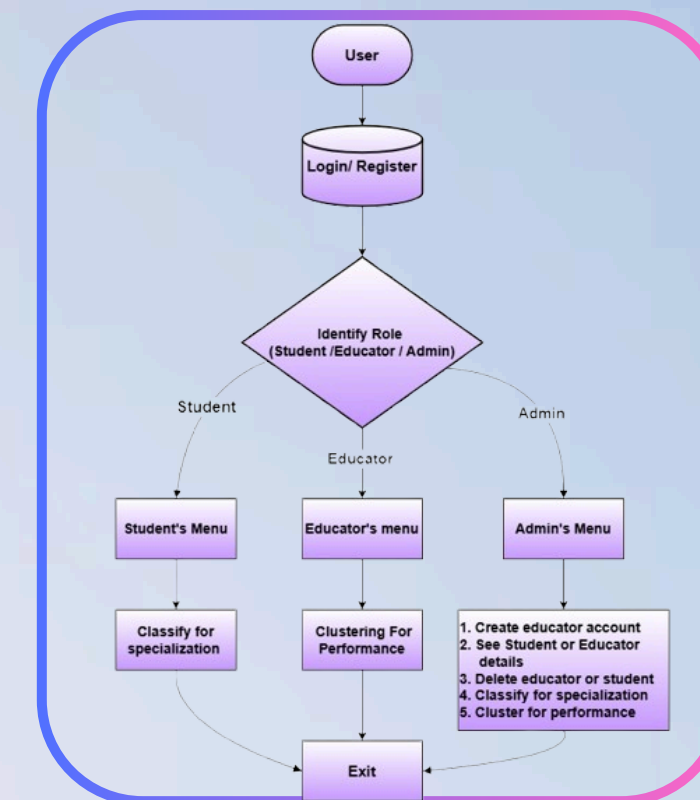 User
Login/ Register
Identify Role
(Student /Educator / Admin)
Student
Admin
Educator
Student's Menu
Educator's menu
Admin's Menu
Classify for
specialization
Clustering For
Performance
1. Create educator account
2. See Student or Educator
details
3. Delete educator or student
4. Classify for specialization
5. Cluster for performance
Exit